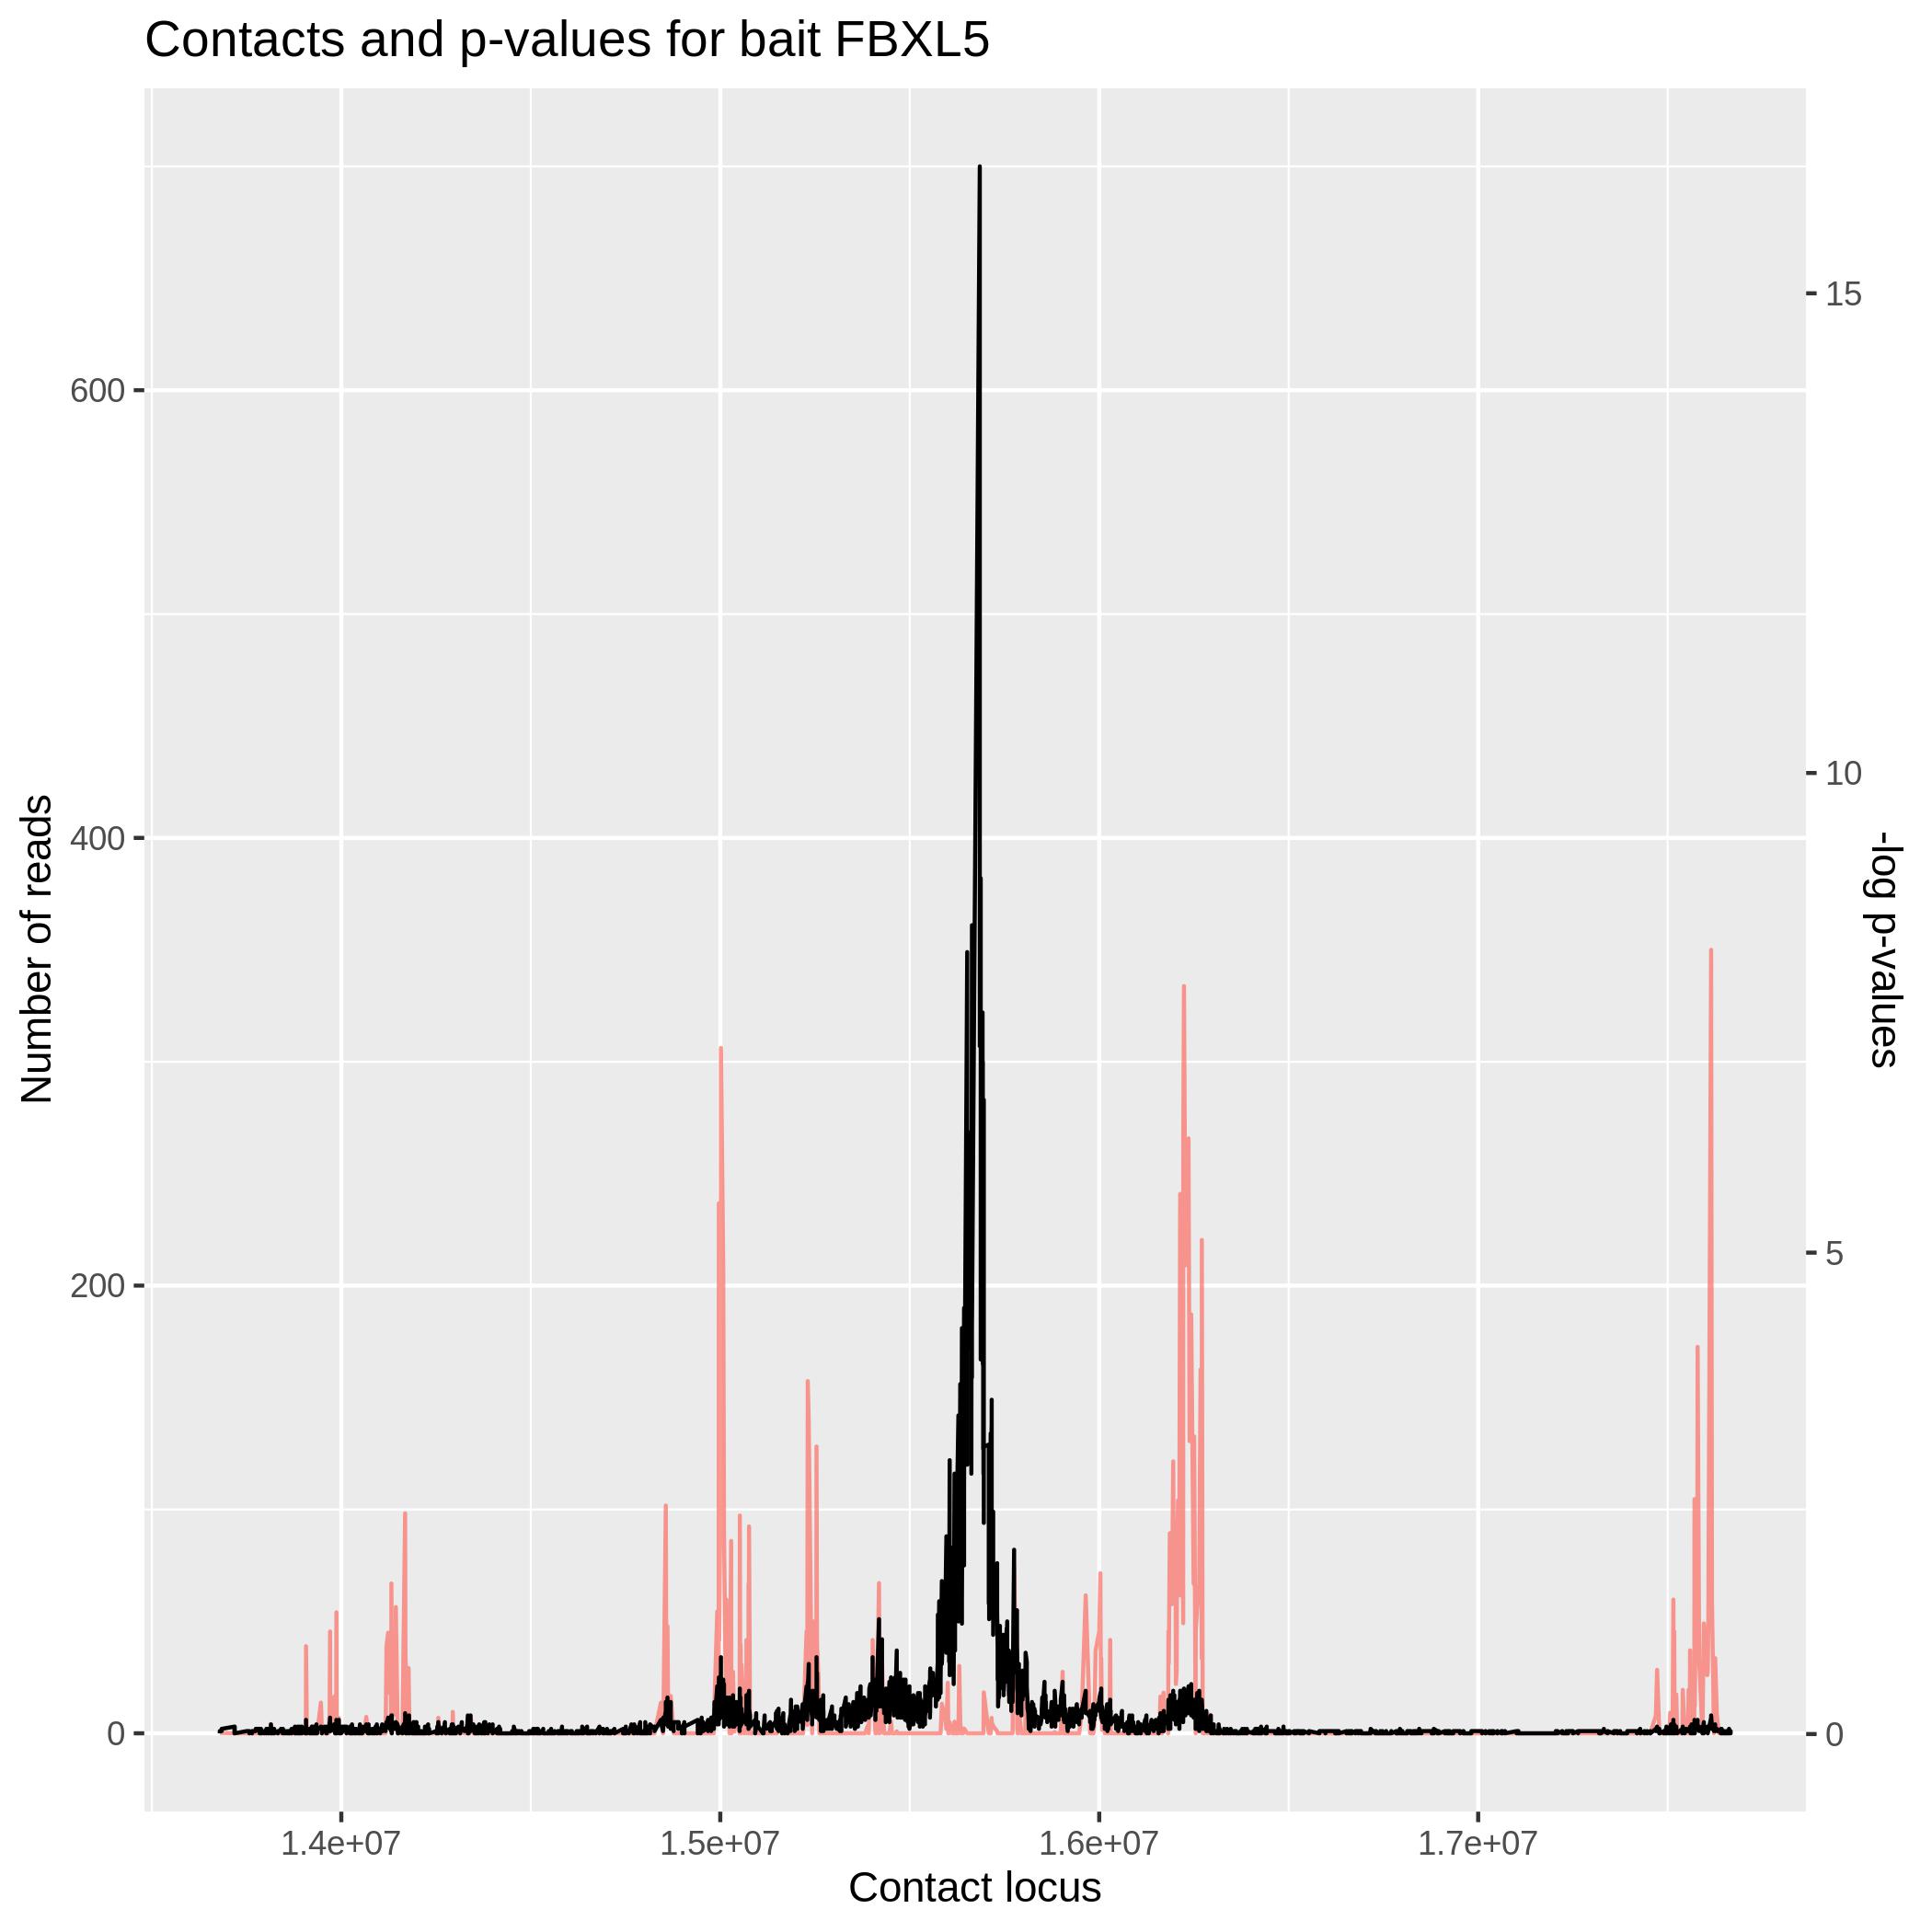 Contacts and p-values for bait FBXL5
Number of reads
600
400
200
0
15
10
5
0
-log p-values
1.4e+07
1.5e+07
1.6e+07
1.7e+07
Contact locus